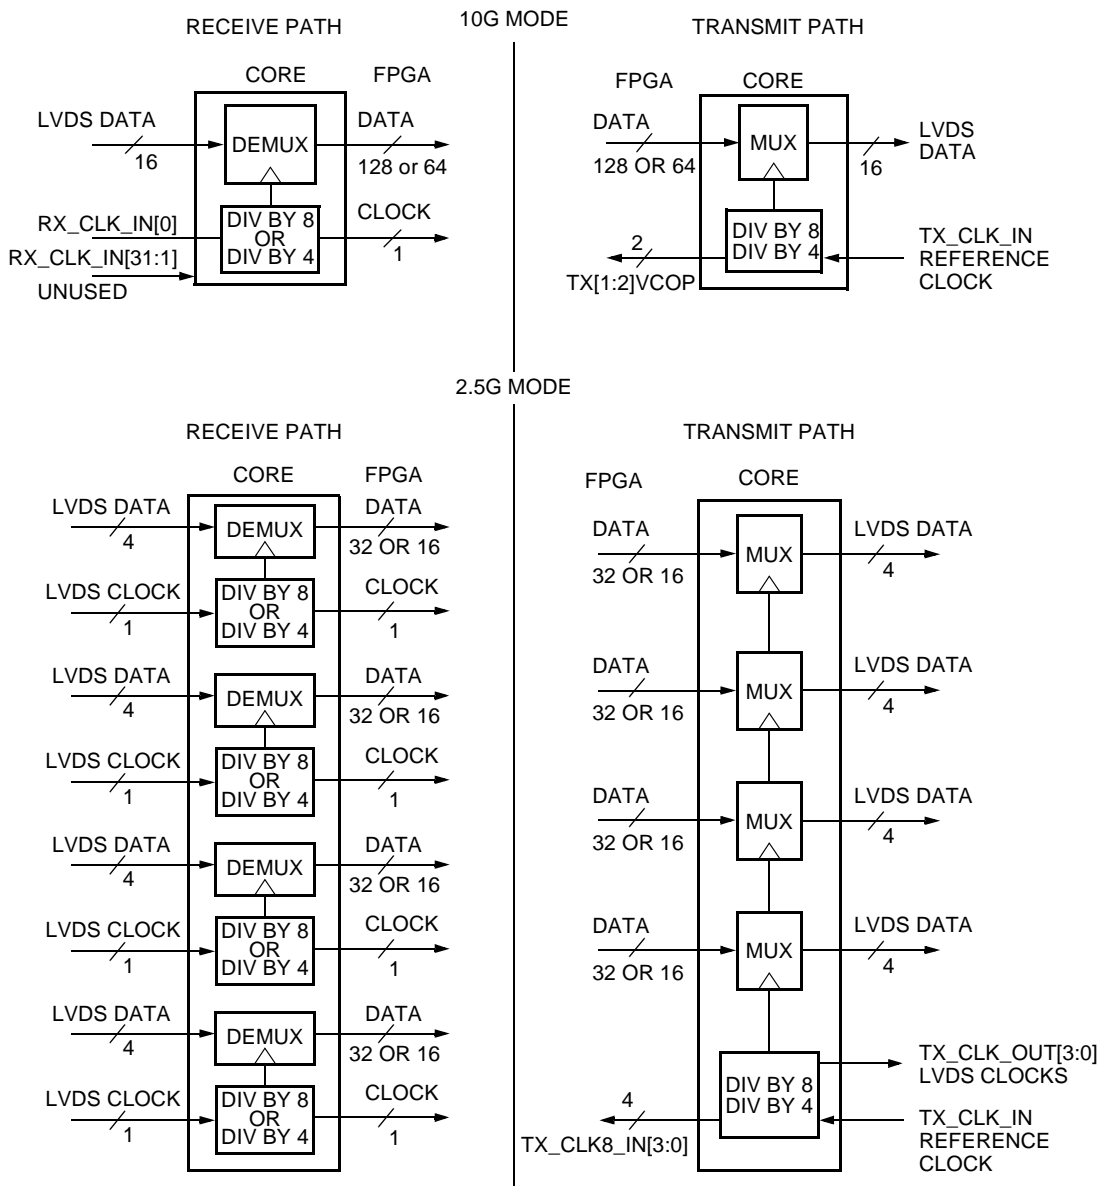 10G MODE
RECEIVE PATH
CORE
FPGA
LVDS DATA
16
DEMUX
DATA
128 or 64
RX_CLK_IN[0]
RX_CLK_IN[31:1]
UNUSED
DIV BY 8
OR
DIV BY 4
CLOCK
1
TRANSMIT PATH
FPGA
CORE
DATA
128 OR 64
MUX
16
LVDS
DATA
2
TX[1:2]VCOP
DIV BY 8
DIV BY 4
TX_CLK_IN
REFERENCE
CLOCK
2.5G MODE
RECEIVE PATH
CORE
FPGA
LVDS DATA
4
DEMUX
DATA
32 OR 16
LVDS CLOCK
1
DIV BY 8
OR
DIV BY 4
CLOCK
1
LVDS DATA
4
DEMUX
DATA
32 OR 16
LVDS CLOCK
1
DIV BY 8
OR
DIV BY 4
CLOCK
1
LVDS DATA
4
DEMUX
DATA
32 OR 16
LVDS CLOCK
1
DIV BY 8
OR
DIV BY 4
CLOCK
1
LVDS DATA
4
DEMUX
DATA
32 OR 16
LVDS CLOCK
1
DIV BY 8
OR
DIV BY 4
CLOCK
1
TRANSMIT PATH
FPGA
CORE
DATA
32 OR 16
MUX
LVDS DATA
4
DATA
32 OR 16
MUX
LVDS DATA
4
DATA
32 OR 16
MUX
LVDS DATA
4
DATA
32 OR 16
MUX
LVDS DATA
4
4
TX_CLK8_IN[3:0]
DIV BY 8
DIV BY 4
TX_CLK_OUT[3:0]
LVDS CLOCKS
TX_CLK_IN
REFERENCE
CLOCK